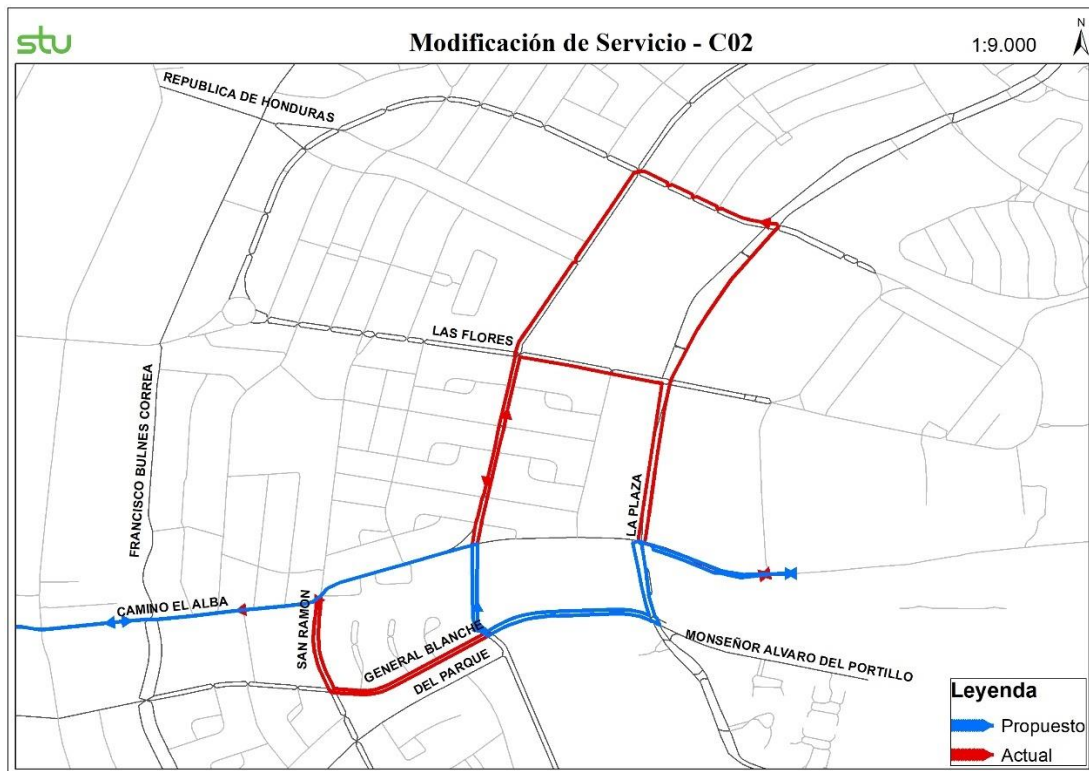 stu
Modificación de Servicio - C02
1:9.000
N
REPUBLICA DE HONDURAS
LAS FLORES
FRANCISCO BULNES CORREA
LA PLAZA
CAMINO EL ALBA
SAN RAMON
GENERAL BLANCHE
DEL PARQUE
MONSEÑOR ALVARO DEL PORTILLO
Leyenda
Propuesto
Actual